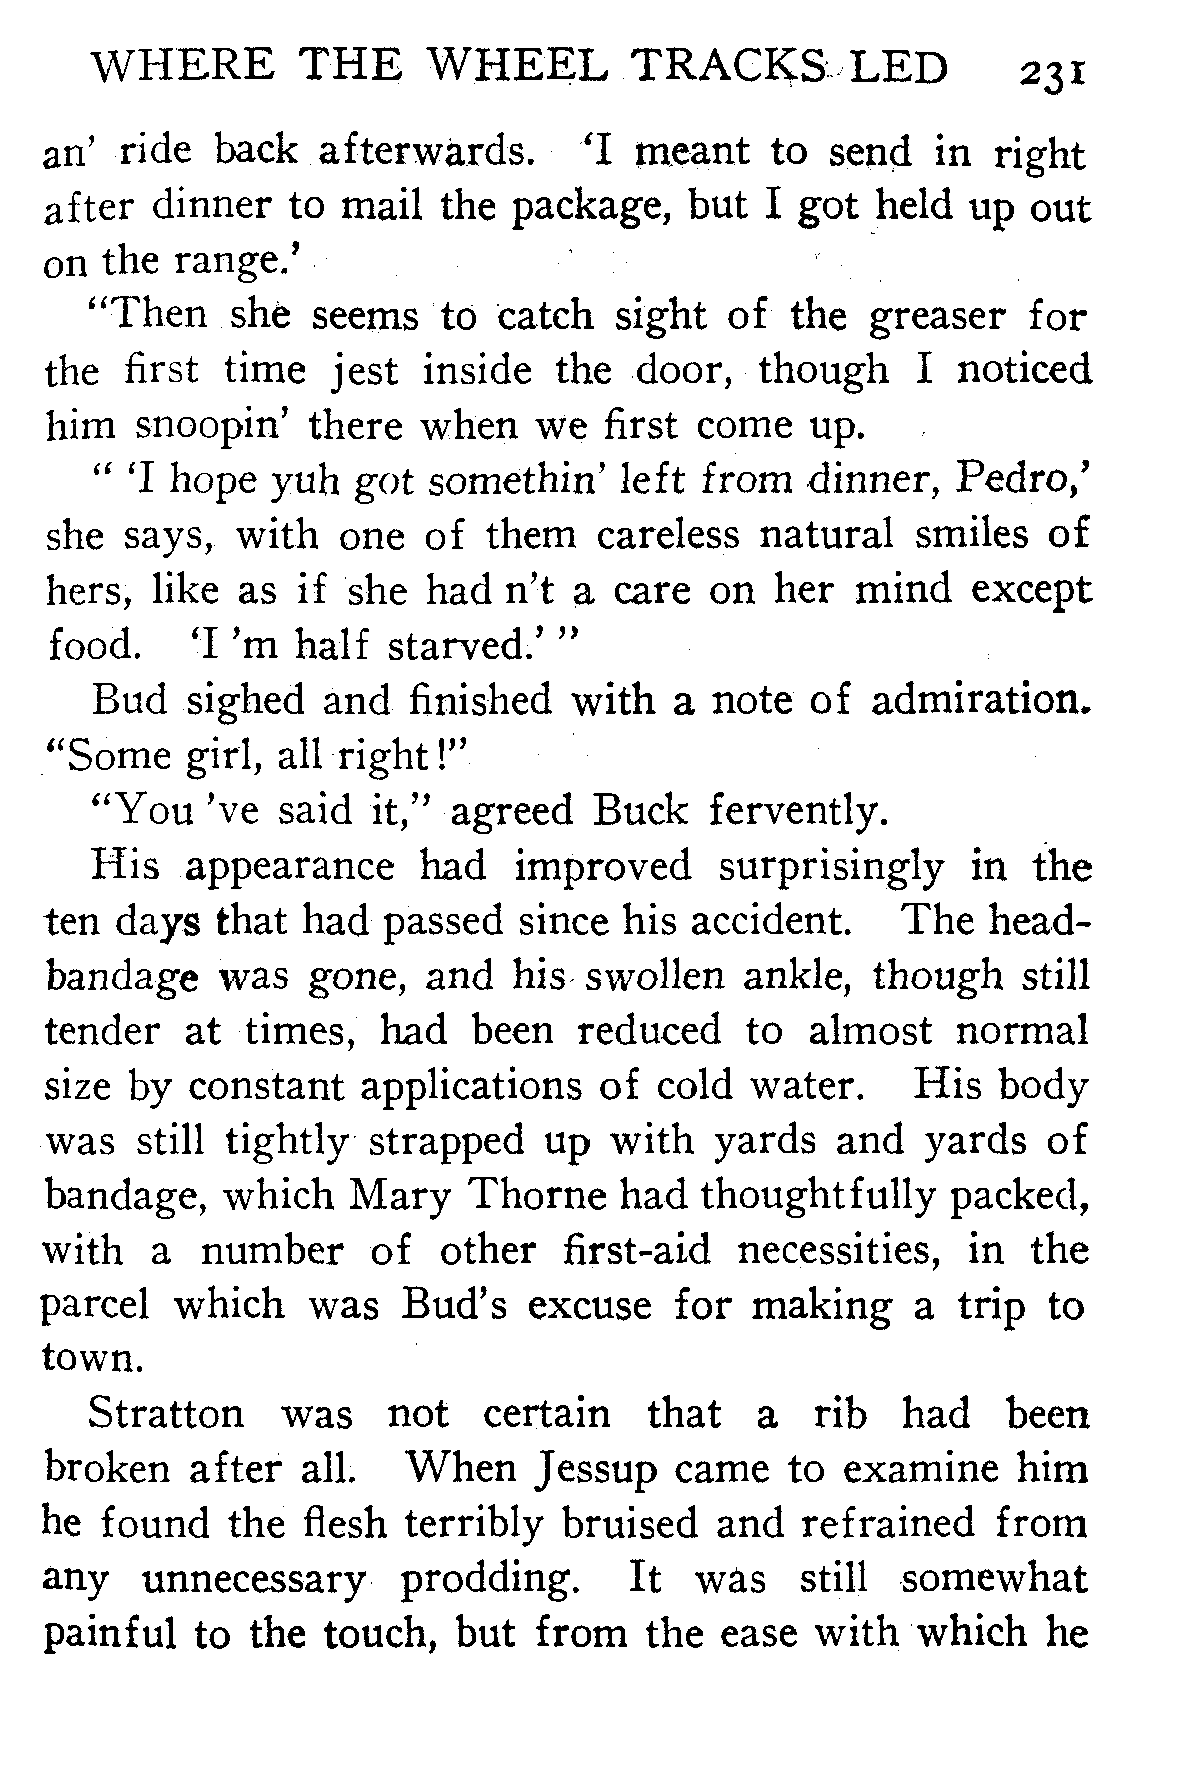 WHERE THE WHEEL TRACKS LED 231
an' ride back afterwards. 'I meant to send in right
after dinner to mail the package, but I got held up out
on the range.'
"Then she seems to catch sight of the greaser for
the first time jest inside the door, though I noticed
him snoopin' there when we first come up.
" 'I hope yuh got somethin' left from dinner, Pedro,'
she says, with one of them careless natural smiles of
hers, like as if she had n't a care on her mind except
food. 'I 'm half starved.' "
Bud sighed and finished with a note of admiration.
"Some girl, all right!"
"You 've said it," agreed Buck fervently.
His appearance had improved surprisingly in the
ten days that had passed since his accident. The head-
bandage was gone, and his swollen ankle, though still
tender at times, had been reduced to almost normal
size by constant applications of cold water. His body
was still tightly strapped up with yards and yards of
bandage, which Mary Thorne had thoughtfully packed,
with a number of other first-aid necessities, in the
parcel which was Bud's excuse for making a trip to
town.
Stratton was not certain that a rib had been
broken after all. When Jessup came to examine him
he found the flesh terribly bruised and refrained from
any unnecessary prodding. It was still somewhat
painful to the touch, but from the ease with which he